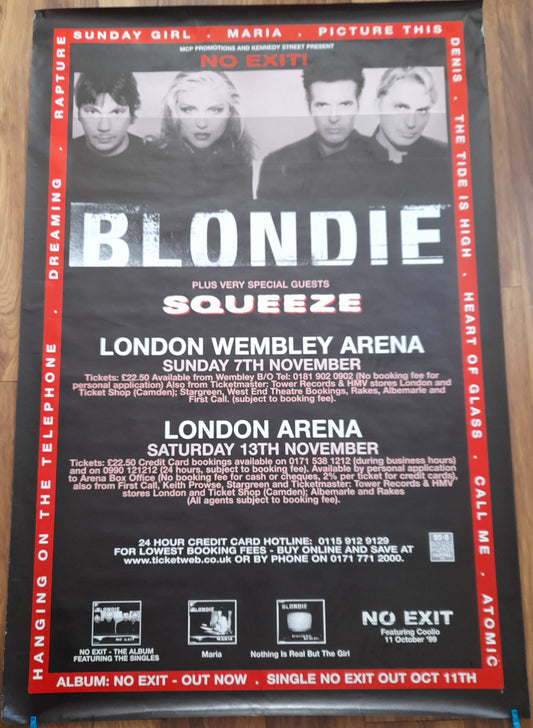 SUNDAY GIRL . MARIA . PICTURE THIS
DENIS . THE TIDE IS HIGH . HEART OF GLASS . CALL ME . ATOMIC
HANGING ON THE TELEPHONE . DREAMING . RAPTURE
MCP PROMOTIONS AND KENNEDY STREET PRESENT
NO EXIT!
BLONDIE
PLUS VERY SPECIAL GUESTS
SQUEEZE
LONDON WEMBLEY ARENA
SUNDAY 7TH NOVEMBER
Tickets: £22.50 Available from Wembley B/O Tel: 0181 902 0902 (No booking fee for
personal application) Also from Ticketmaster: Tower Records & HMV stores London and
Ticket Shop (Camden); Stargreen, West End Theatre Bookings, Rakes, Albemarle and
First Call. (subject to booking fee).
LONDON ARENA
SATURDAY 13TH NOVEMBER
Tickets: £22.50 Credit Card bookings available on 0171 538 1212 (during business hours)
and on 0990 121212 (24 hours, subject to booking fee). Available by personal application
to Arena Box Office (No booking fee for cash or cheques, 2% per ticket for credit cards),
also from First Call, Keith Prowse, Stargreen and Ticketmaster: Tower Records & HMV
stores London and Ticket Shop (Camden); Albemarle and Rakes
(All agents subject to booking fee).
24 HOUR CREDIT CARD HOTLINE: 0115 912 9129
FOR LOWEST BOOKING FEES - BUY ONLINE AND SAVE AT
www.ticketweb.co.uk OR BY PHONE ON 0171 771 2000.
BLONDIE
NO EXIT
BLONDIE
MARIA
BLONDIE
NO EXIT
Featuring Coolio
11 October '99
NO EXIT - THE ALBUM
FEATURING THE SINGLES
Maria
Nothing Is Real But The Girl
ALBUM: NO EXIT - OUT NOW . SINGLE NO EXIT OUT OCT 11TH